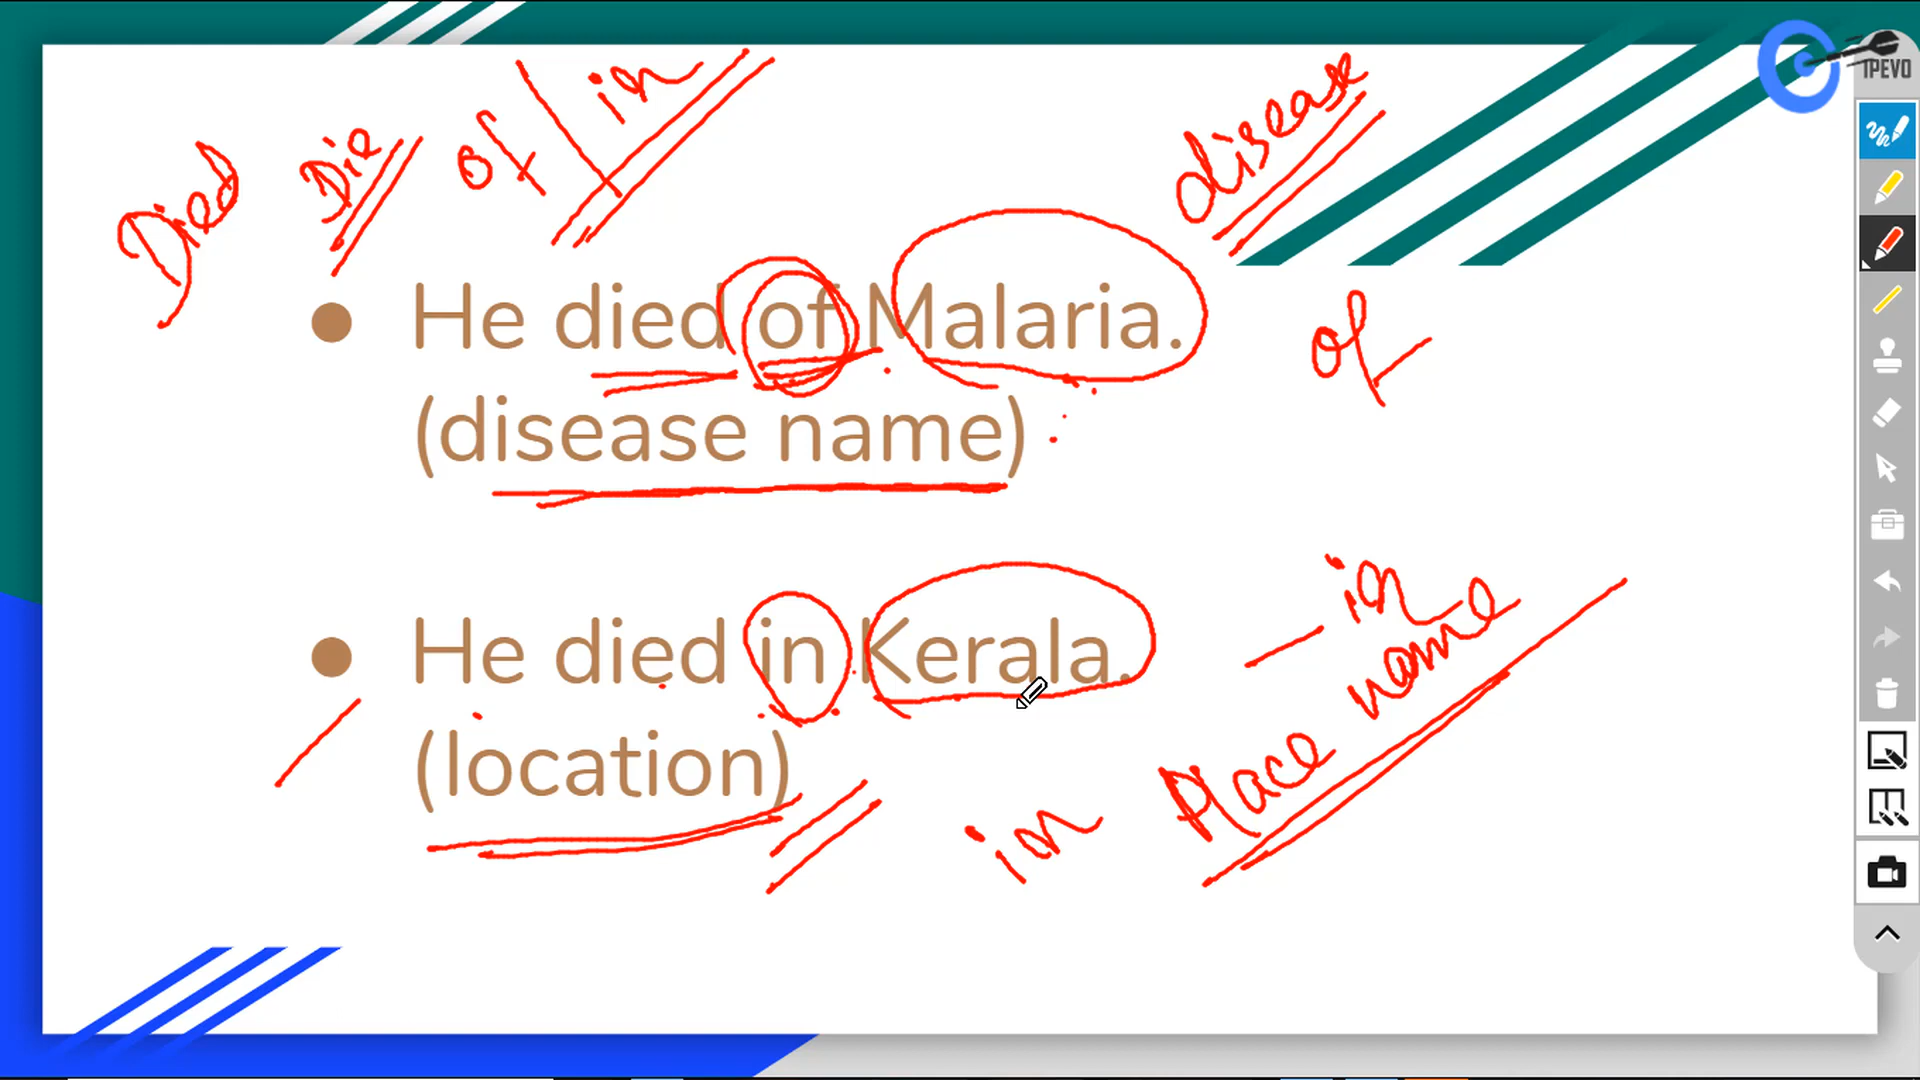 Died Die of / in disease
IPEVO
He died of Malaria. of
(disease name)
He died in Kerala. in
(location) in Place name